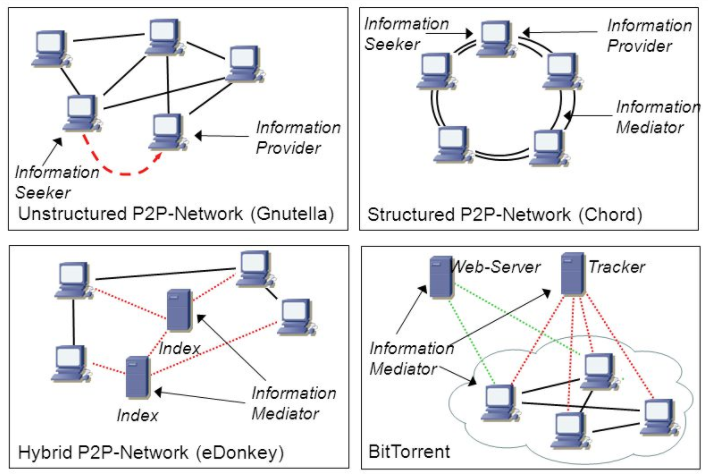 Information
Seeker
Information
Provider
Unstructured P2P-Network (Gnutella)
Information
Seeker
Information
Provider
Information
Mediator
Structured P2P-Network (Chord)
Index
Index
Information
Mediator
Hybrid P2P-Network (eDonkey)
Web-Server
Tracker
Information
Mediator
BitTorrent